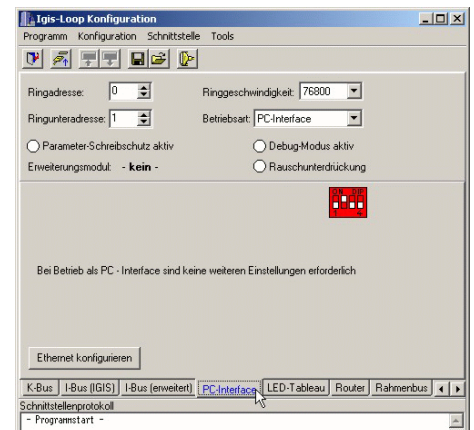 Igis-Loop Konfiguration
Programm Konfiguration Schnittstelle Tools
Ringadresse: 0 Ringgeschwindigkeit: 76800
Ringunteradresse: 1 Betriebsart: PC-Interface
Parameter-Schreibschutz aktiv Debug-Modus aktiv
Erweiterungsmodul: - kein - Rauschunterdrückung
ON DIP
1 4
Bei Betrieb als PC - Interface sind keine weiteren Einstellungen erforderlich
Ethernet konfigurieren
K-Bus I-Bus (IGIS) I-Bus (erweitert) PC-Interface LED-Tableau Router Rahmenbus
Schnittstellenprotokoll
- Programmstart -